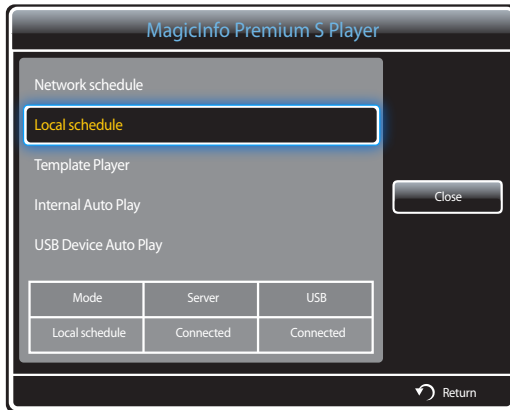 MagicInfo Premium S Player
Network schedule
Local schedule
Template Player
Internal Auto Play
USB Device Auto Play
Close
Mode Server USB
Local schedule Connected Connected
Return